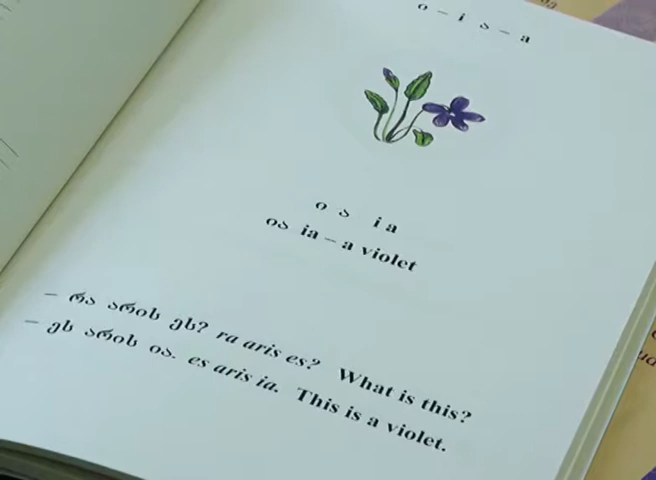 ი – i ა – a
ი ა i a
ია ia – a violet
– რა არის ეს? ra aris es? What is this?
– ეს არის ია. es aris ia. This is a violet.